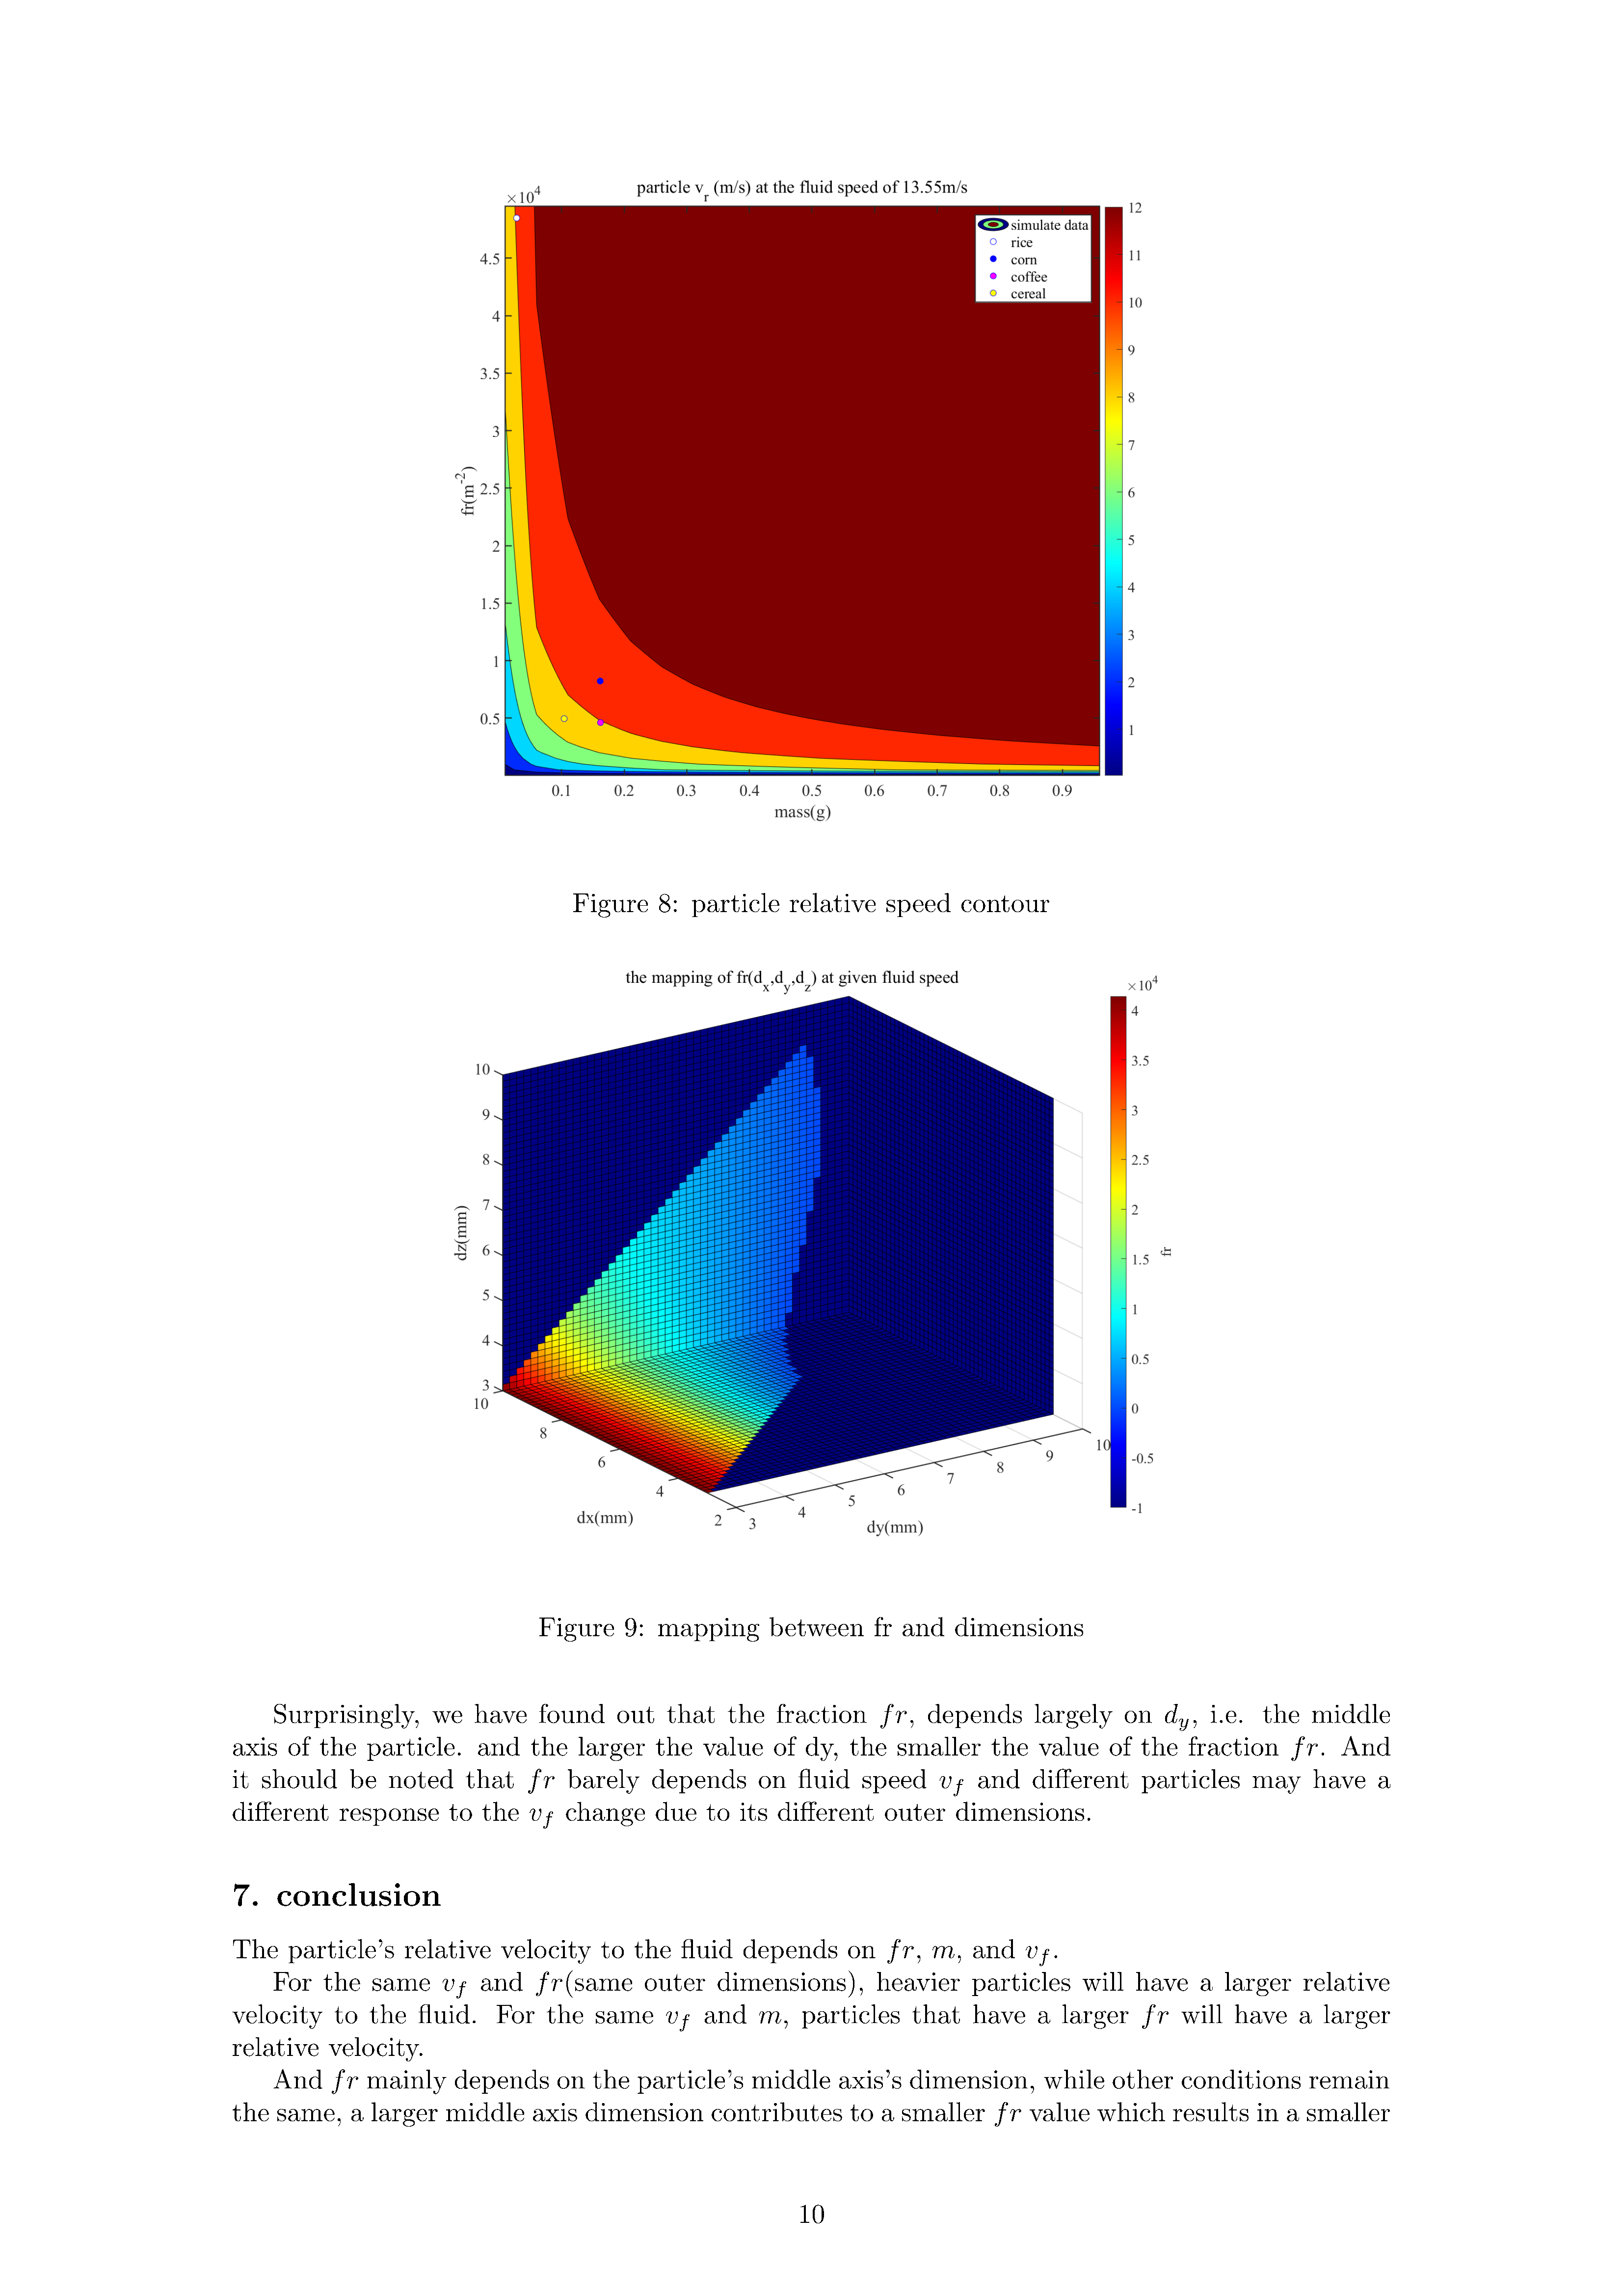 particle v_r (m/s) at the fluid speed of 13.55m/s
×10^4
4.5
4
3.5
3
2.5
2
1.5
1
0.5
fr(m^-2)
0.1 0.2 0.3 0.4 0.5 0.6 0.7 0.8 0.9
mass(g)
simulate data
rice
corn
coffee
cereal
12
11
10
9
8
7
6
5
4
3
2
1
Figure 8: particle relative speed contour
the mapping of fr(d_x,d_y,d_z) at given fluid speed
10
9
8
7
6
5
4
3
dz(mm)
10
8
6
4
2
dx(mm)
3
4
5
6
7
8
9
10
dy(mm)
×10^4
4
3.5
3
2.5
2
1.5
1
0.5
0
-0.5
-1
fr
Figure 9: mapping between fr and dimensions
Surprisingly, we have found out that the fraction fr, depends largely on d_y, i.e. the middle
axis of the particle. and the larger the value of dy, the smaller the value of the fraction fr. And
it should be noted that fr barely depends on fluid speed v_f and different particles may have a
different response to the v_f change due to its different outer dimensions.
7. conclusion
The particle's relative velocity to the fluid depends on fr, m, and v_f.
For the same v_f and fr(same outer dimensions), heavier particles will have a larger relative
velocity to the fluid. For the same v_f and m, particles that have a larger fr will have a larger
relative velocity.
And fr mainly depends on the particle's middle axis's dimension, while other conditions remain
the same, a larger middle axis dimension contributes to a smaller fr value which results in a smaller
10